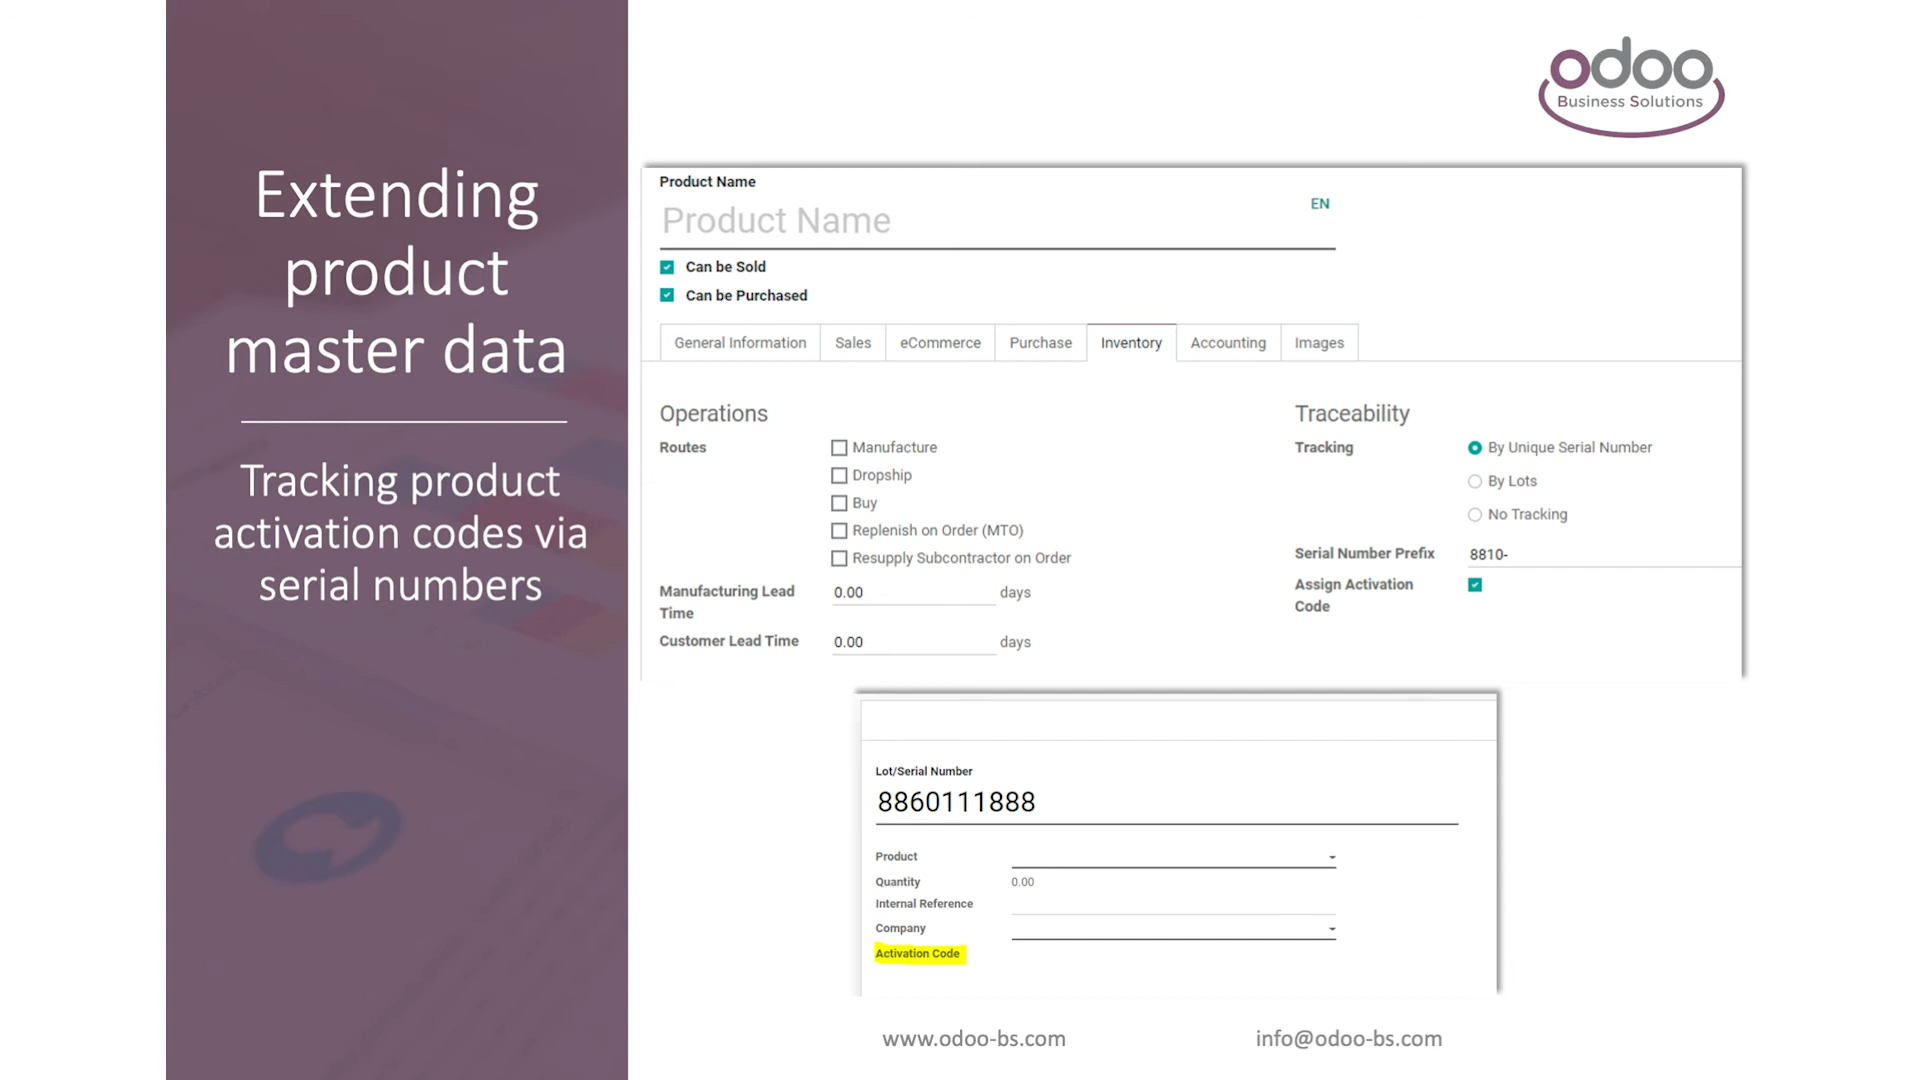 Extending
product
master data
Tracking product
activation codes via
serial numbers
odoo
Business Solutions
Product Name
Product Name
EN
Can be Sold
Can be Purchased
General Information Sales eCommerce Purchase Inventory Accounting Images
Operations
Routes
Manufacture
Dropship
Buy
Replenish on Order (MTO)
Resupply Subcontractor on Order
Manufacturing Lead
Time
0.00 days
Customer Lead Time 0.00 days
Traceability
Tracking
By Unique Serial Number
By Lots
No Tracking
Serial Number Prefix 8810-
Assign Activation
Code
Lot/Serial Number
8860111888
Product
Quantity 0.00
Internal Reference
Company
Activation Code
www.odoo-bs.com info@odoo-bs.com